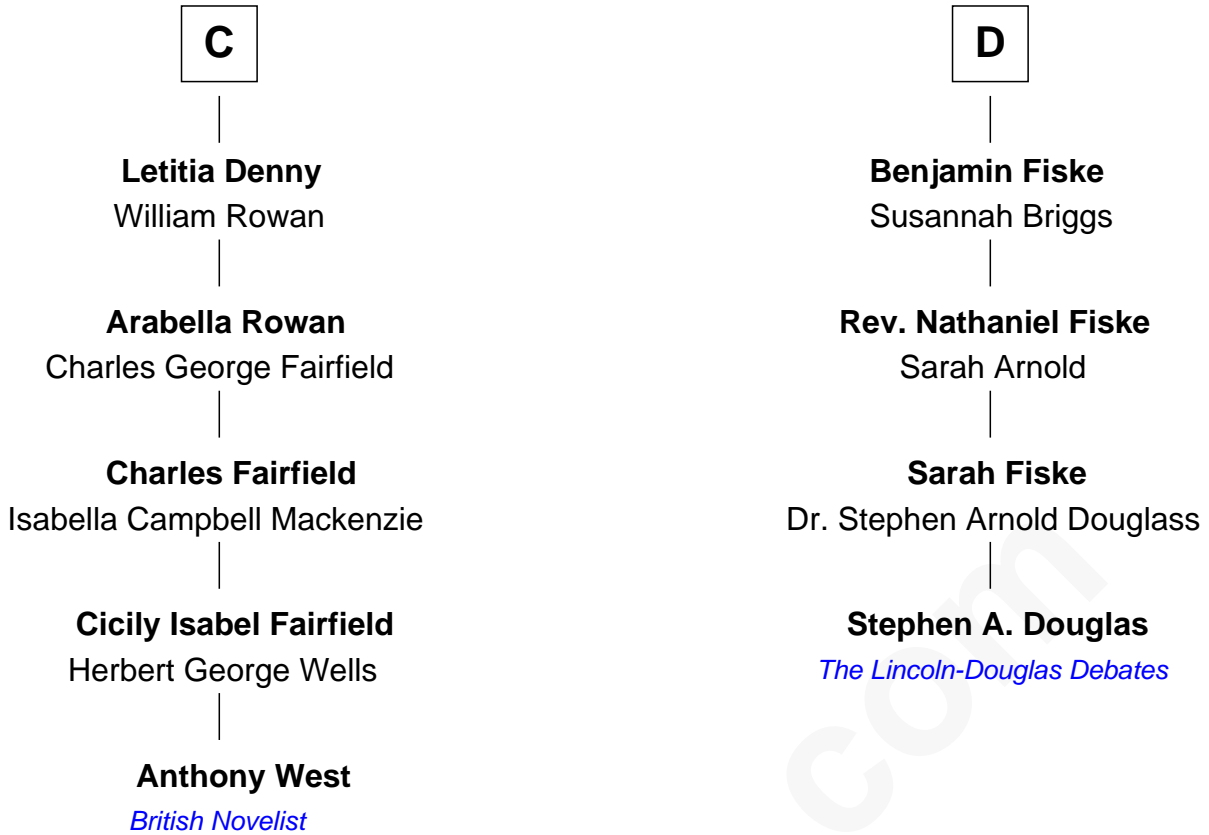 C
Letitia Denny
William Rowan
Arabella Rowan
Charles George Fairfield
Charles Fairfield
Isabella Campbell Mackenzie
Cicily Isabel Fairfield
Herbert George Wells
Anthony West
British Novelist
D
Benjamin Fiske
Susannah Briggs
Rev. Nathaniel Fiske
Sarah Arnold
Sarah Fiske
Dr. Stephen Arnold Douglass
Stephen A. Douglas
The Lincoln-Douglas Debates
com